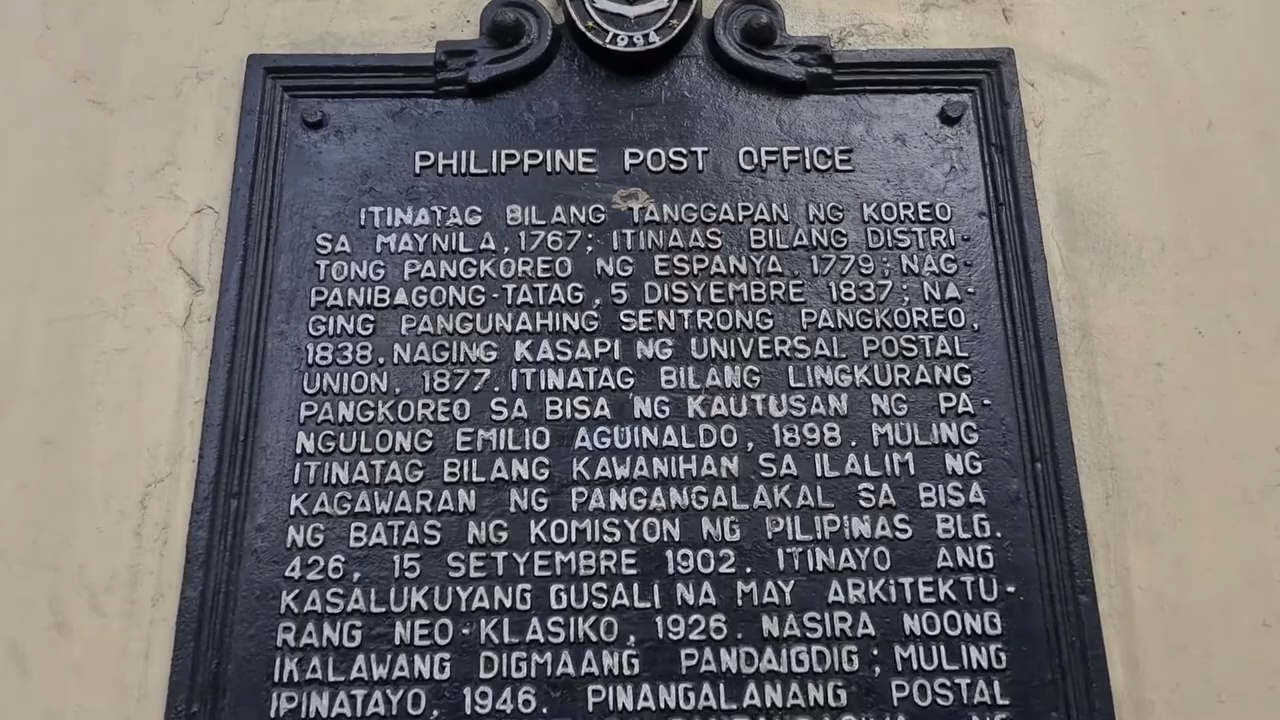 1994
PHILIPPINE POST OFFICE
ITINATAG BILANG TANGGAPAN NG KOREO
SA MAYNILA, 1767; ITINAAS BILANG DISTRI-
TONG PANGKOREO NG ESPANYA, 1779; NAG-
PANIBAGONG-TATAG, 5 DISYEMBRE 1837; NA-
GING PANGUNAHING SENTRONG PANGKOREO,
1838. NAGING KASAPI NG UNIVERSAL POSTAL
UNION, 1877. ITINATAG BILANG LINGKURANG
PANGKOREO SA BISA NG KAUTUSAN NG PA-
NGULONG EMILIO AGUINALDO, 1898. MULING
ITINATAG BILANG KAWANIHAN SA ILALIM NG
KAGAWARAN NG PANGANGALAKAL SA BISA
NG BATAS NG KOMISYON NG PILIPINAS BLG.
426, 15 SETYEMBRE 1902. ITINAYO ANG
KASALUKUYANG GUSALI NA MAY ARKITEKTU-
RANG NEO-KLASIKO, 1926. NASIRA NOONG
IKALAWANG DIGMAANG PANDAIGDIG; MULING
IPINATAYO, 1946. PINANGALANANG POSTAL